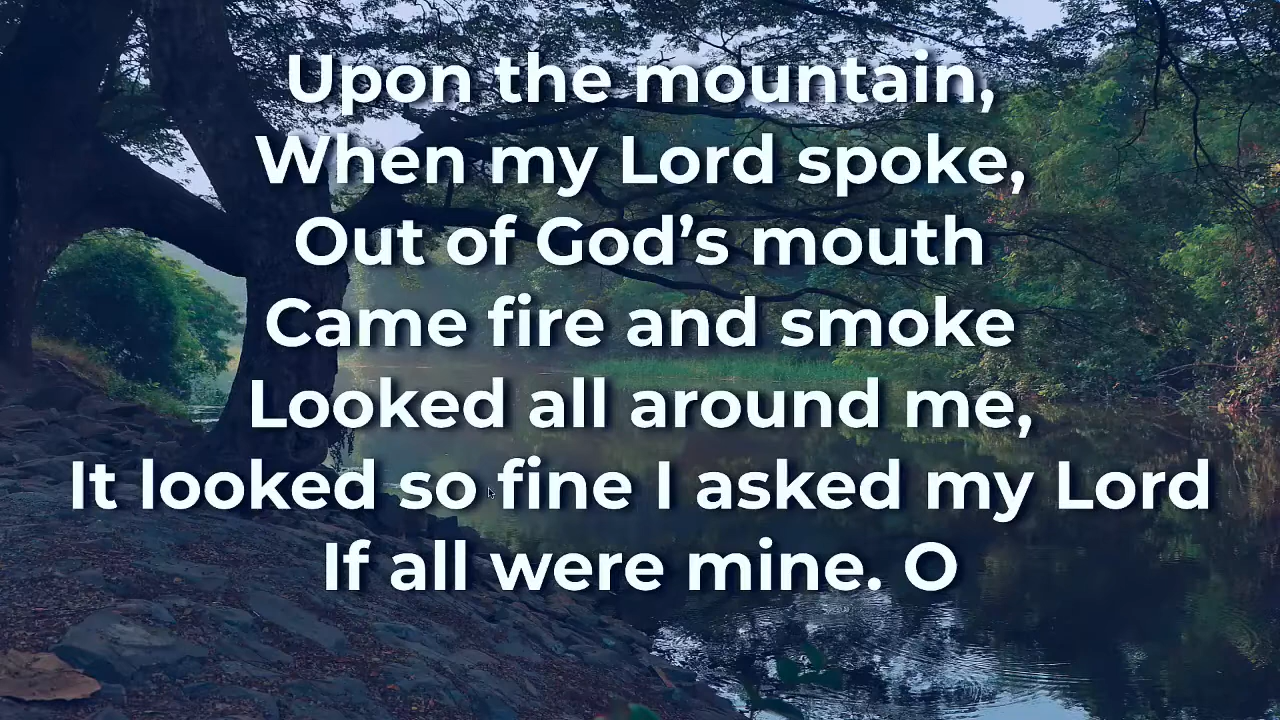 Upon the mountain,
When my Lord spoke,
Out of God’s mouth
Came fire and smoke
Looked all around me,
It looked so fine I asked my Lord
If all were mine. O